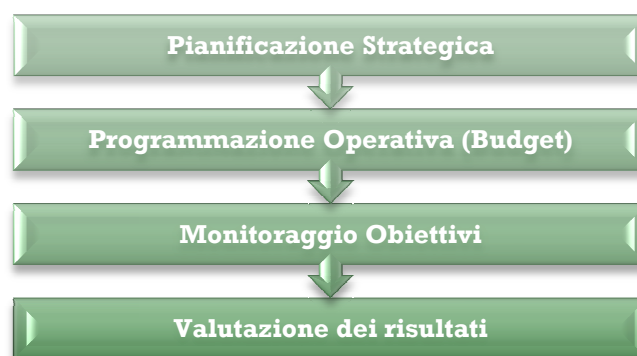 Pianificazione Strategica
Programmazione Operativa (Budget)
Monitoraggio Obiettivi
Valutazione dei risultati